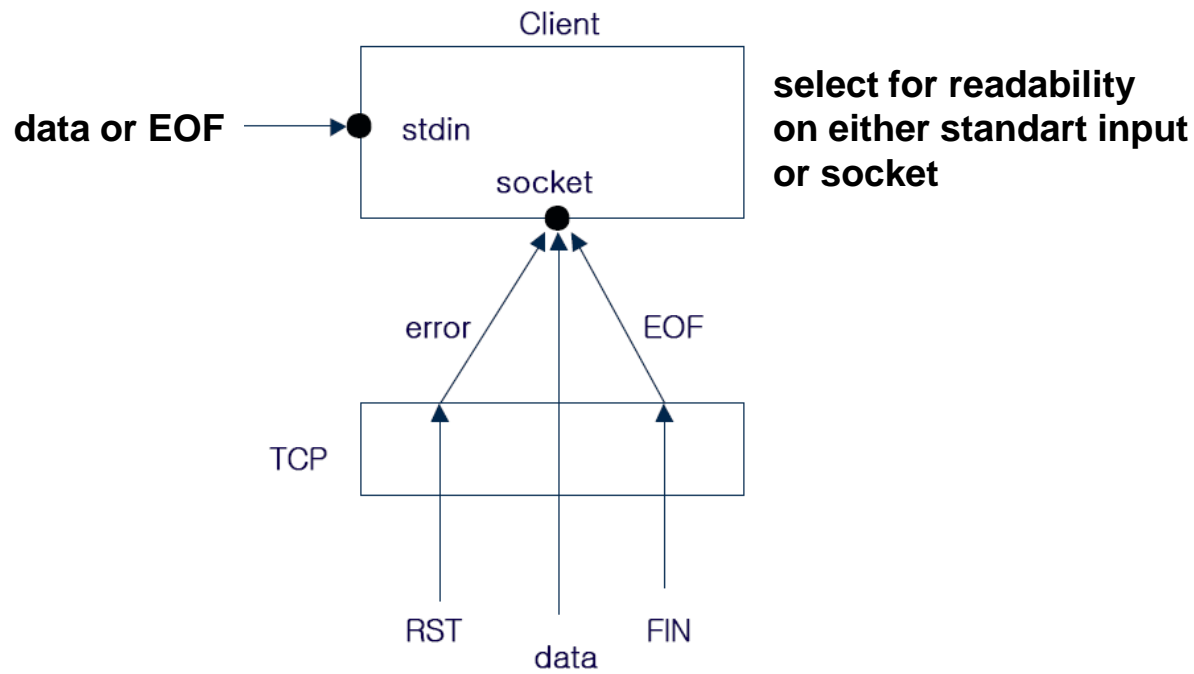 Client
select for readability
on either standart input
or socket
data or EOF
stdin
socket
error
EOF
TCP
RST
FIN
data